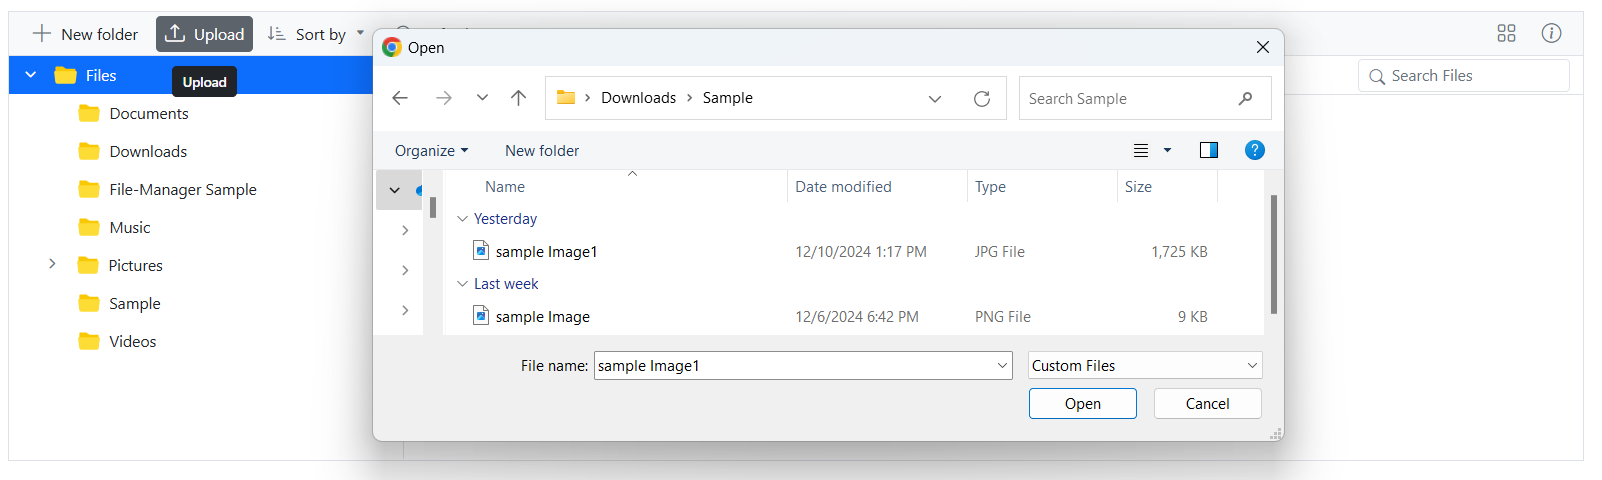 New folder Upload Sort by
Files
Upload
Documents
Downloads
File-Manager Sample
Music
Pictures
Sample
Videos
Search Files
Open
Downloads Sample
Search Sample
Organize New folder
Name Date modified Type Size
Yesterday
sample Image1 12/10/2024 1:17 PM JPG File 1,725 KB
Last week
sample Image 12/6/2024 6:42 PM PNG File 9 KB
File name: sample Image1 Custom Files
Open Cancel